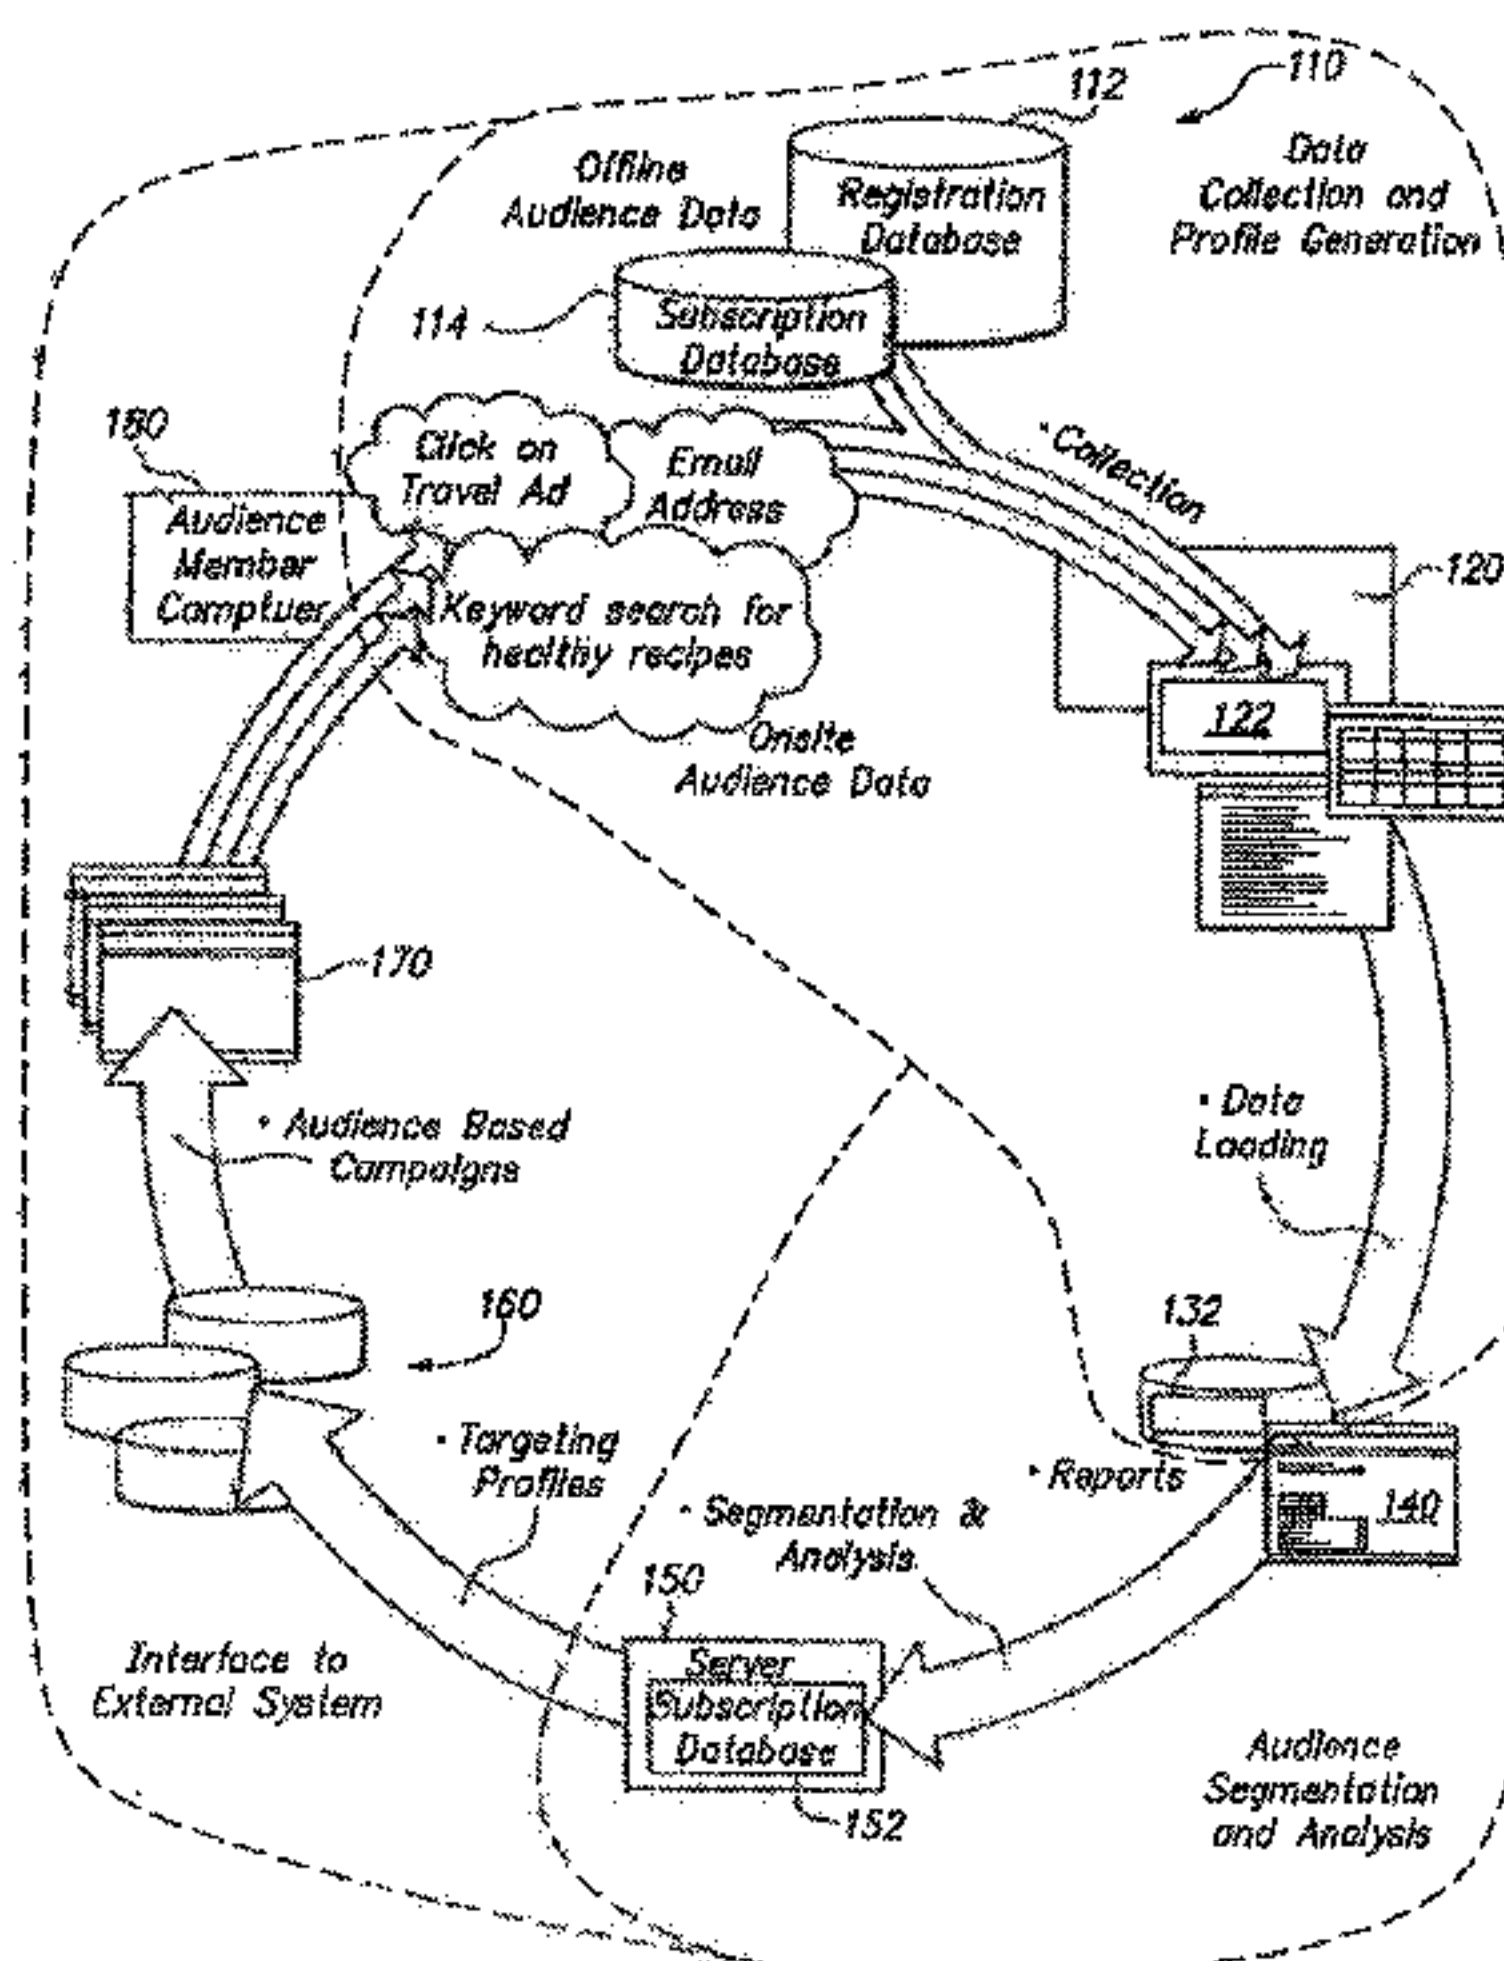 110
112
Data
Collection and
Profile Generation
Offline
Audience Data
Registration
Database
114
Subscription
Database
180
Click on
Travel Ad
Email
Address
• Collection
Audience
Member
Comptuer
120
Keyword search for
healthy recipes
122
Onsite
Audience Data
170
• Audience Based
Campaigns
• Data
Loading
160
132
• Targeting
Profiles
• Reports
140
• Segmentation &
Analysis
150
Server
Subscription
Database
152
Interface to
External System
Audience
Segmentation
and Analysis